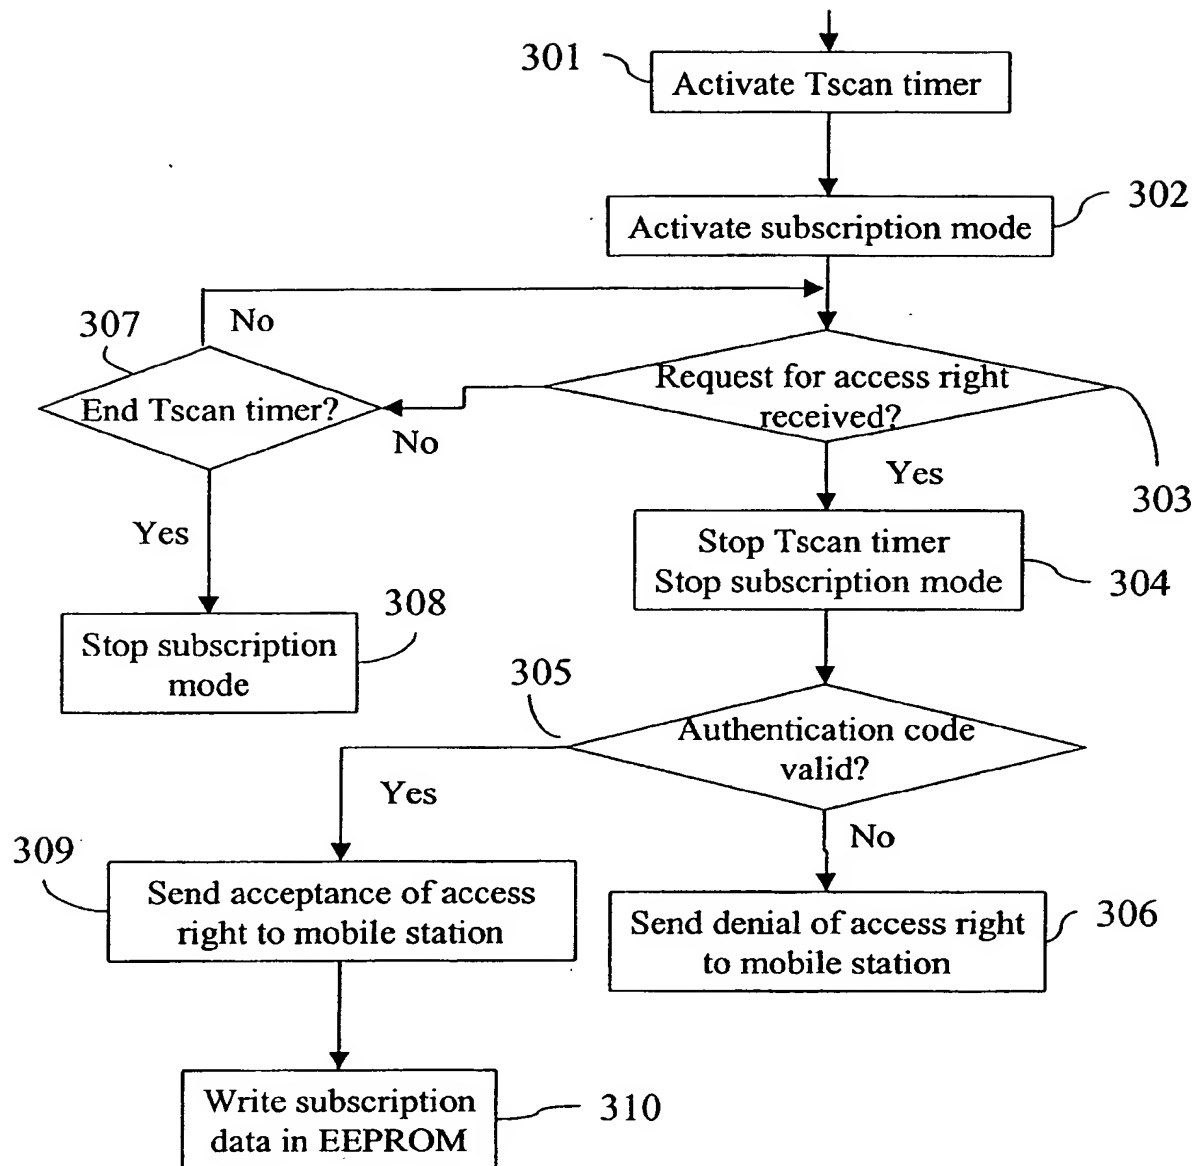 301
Activate Tscan timer
302
Activate subscription mode
307
No
Request for access right
received?
End Tscan timer?
No
303
Yes
Yes
Stop Tscan timer
Stop subscription mode
304
308
Stop subscription
mode
305
Authentication code
valid?
Yes
No
309
Send acceptance of access
right to mobile station
306
Send denial of access right
to mobile station
Write subscription
data in EEPROM
310